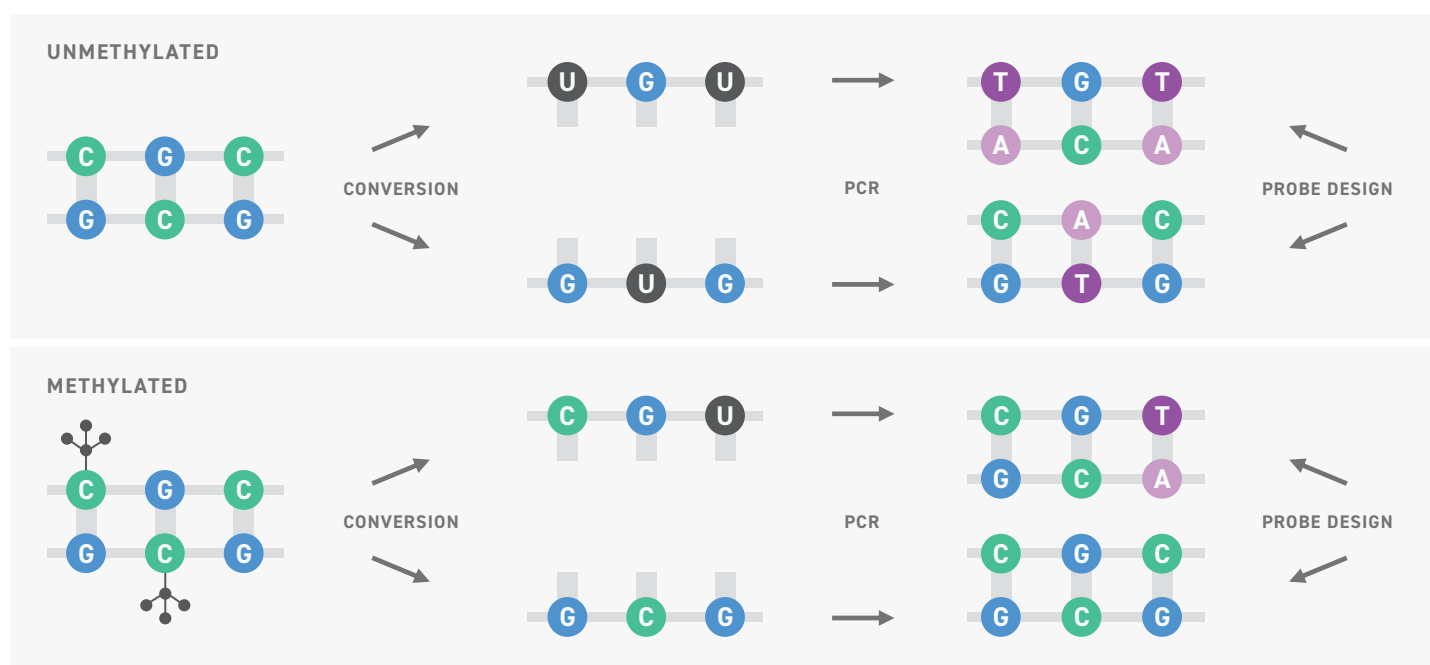 UNMETHYLATED
U G U
T G T
C G C
A C A
CONVERSION
PCR
PROBE DESIGN
G C G
C A C
G U G
G T G
METHYLATED
C G U
C G T
C G C
G C A
CONVERSION
PCR
PROBE DESIGN
G C G
C G C
G C G
G C G